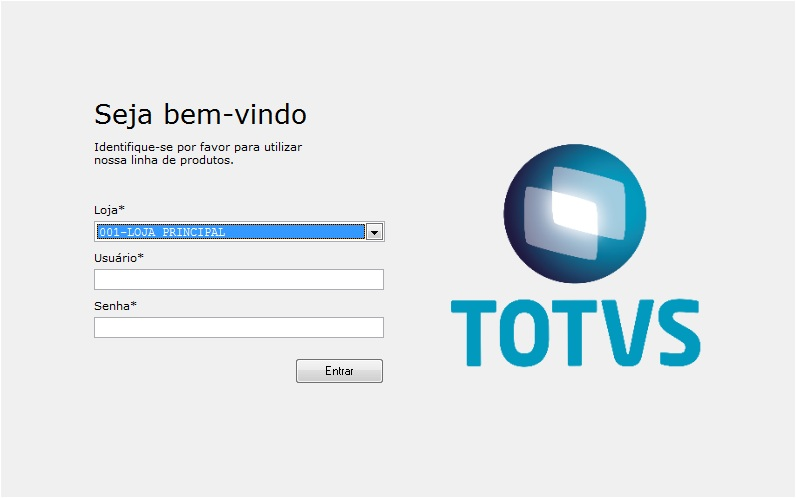 Seja bem-vindo
Identifique-se por favor para utilizar
nossa linha de produtos.
Loja*
001-LOJA PRINCIPAL
Usuário*
Senha*
Entrar
TOTVS